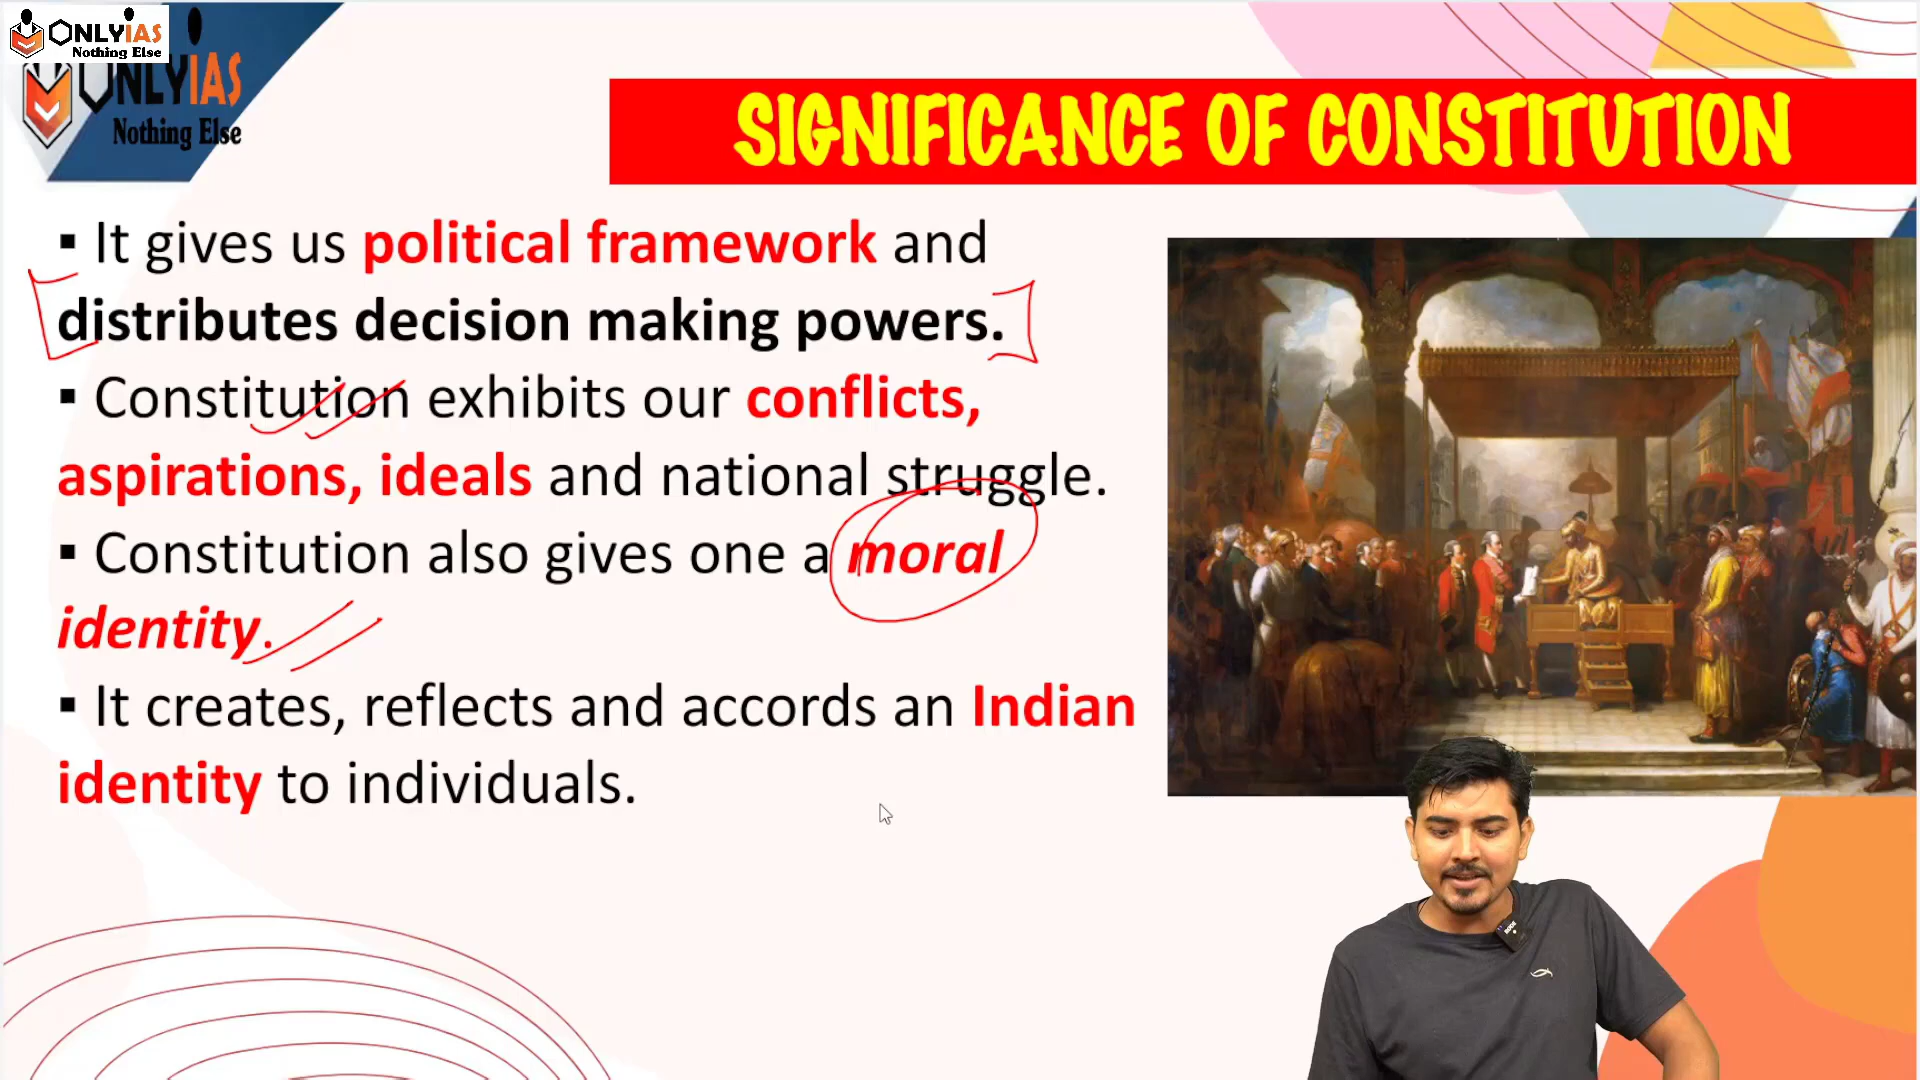 ONLYIAS
Nothing Else
ONLYIAS
Nothing Else
SIGNIFICANCE OF CONSTITUTION
▪ It gives us political framework and
distributes decision making powers.
▪ Constitution exhibits our conflicts,
aspirations, ideals and national struggle.
▪ Constitution also gives one a moral
identity.
▪ It creates, reflects and accords an Indian
identity to individuals.